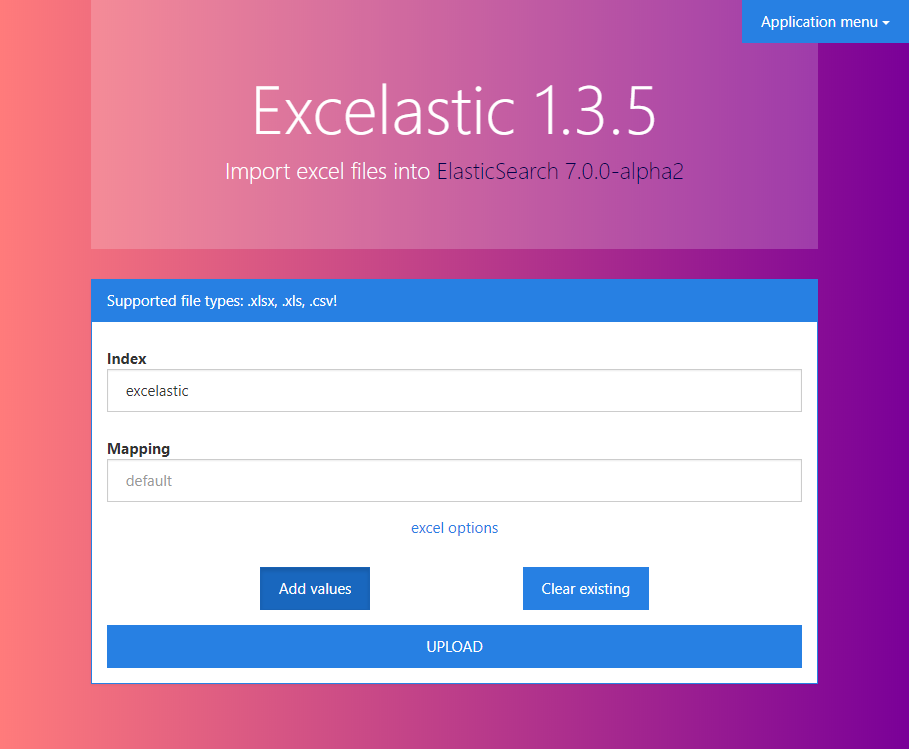 Application menu
Excelastic 1.3.5
Import excel files into ElasticSearch 7.0.0-alpha2
Supported file types: .xlsx, .xls, .csv!
Index
excelastic
Mapping
default
excel options
Add values
Clear existing
UPLOAD